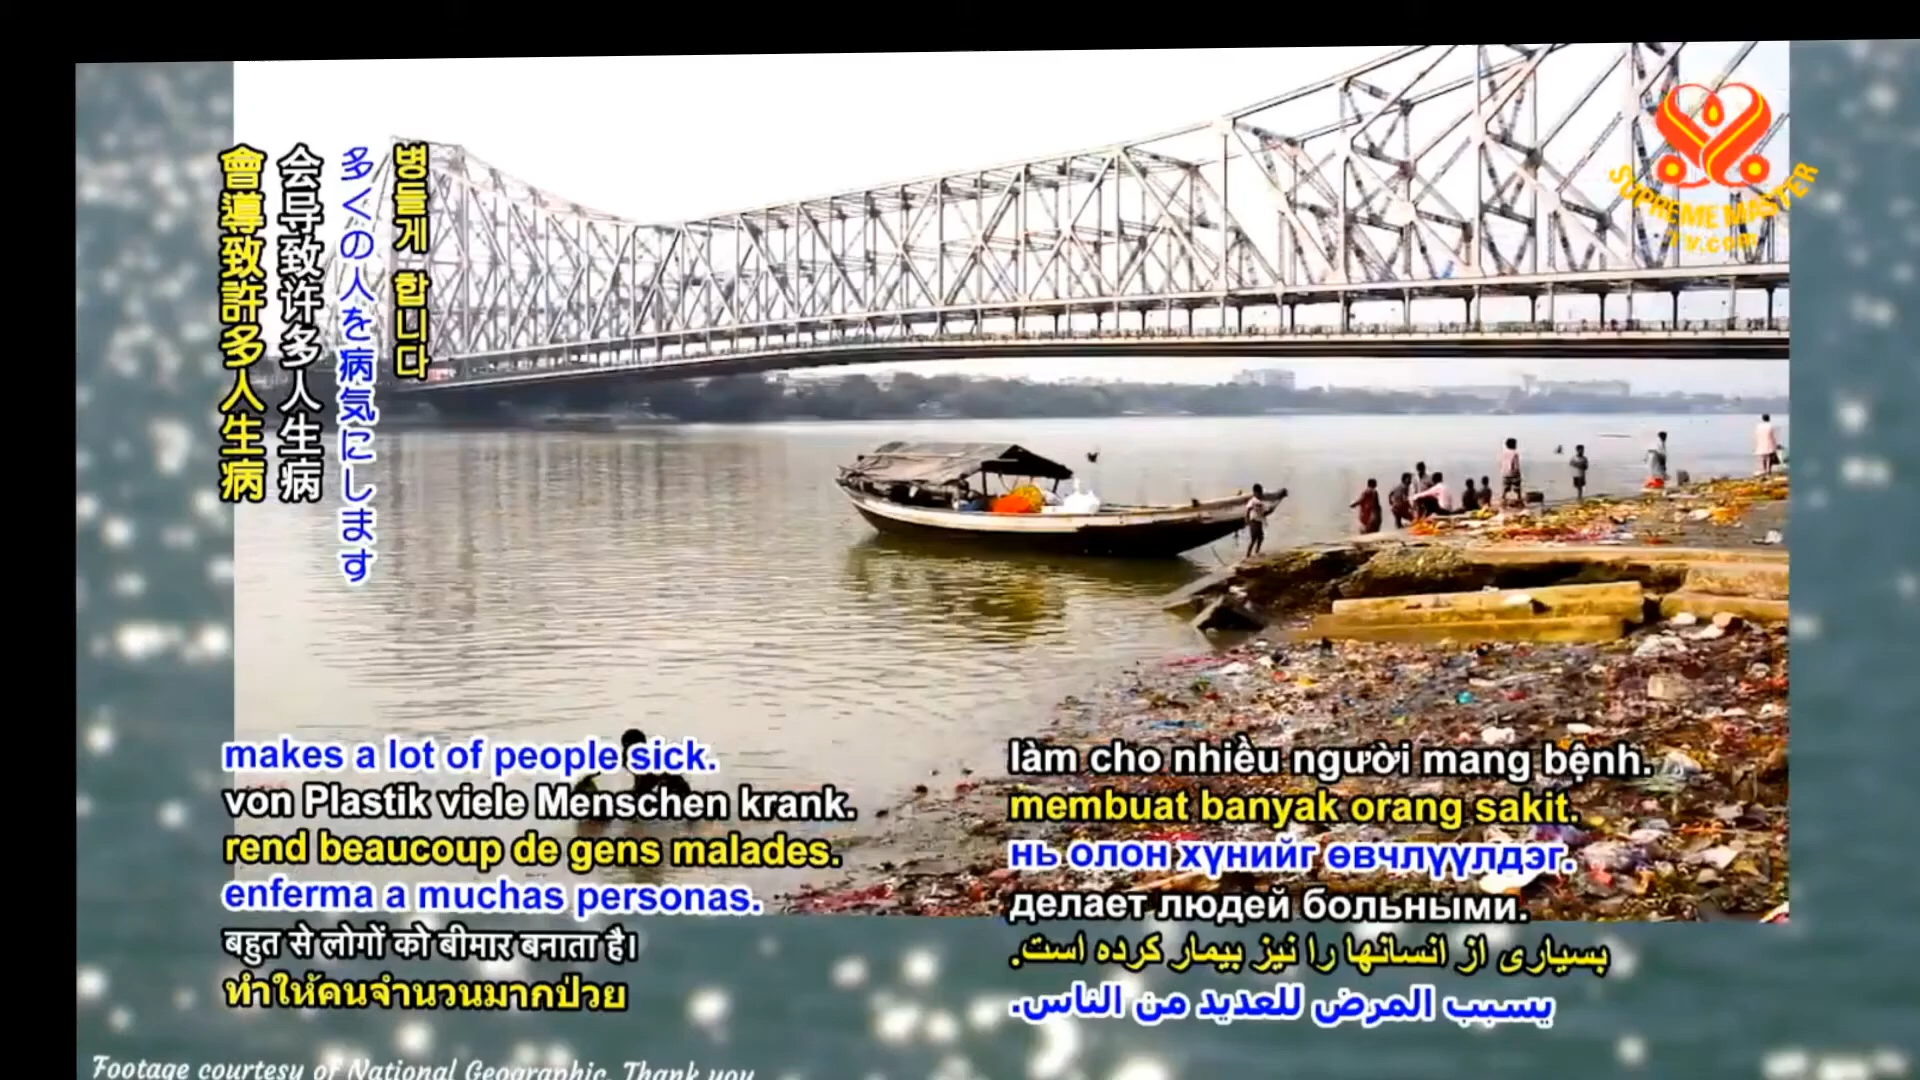 會導致許多人生病
会导致许多人生病
多くの人を病気にします
병들게 합니다
SUPREME MASTER
TV.com
makes a lot of people sick.
von Plastik viele Menschen krank.
rend beaucoup de gens malades.
enferma a muchas personas.
बहुत से लोगों को बीमार बनाता है।
ทำให้คนจำนวนมากป่วย
làm cho nhiều người mang bệnh.
membuat banyak orang sakit.
нь олон хүнийг өвчлүүлдэг.
делает людей больными.
بسیاری از انسانها را نیز بیمار کرده است.
يسبب المرض للعديد من الناس.
Footage courtesy of National Geographic. Thank you